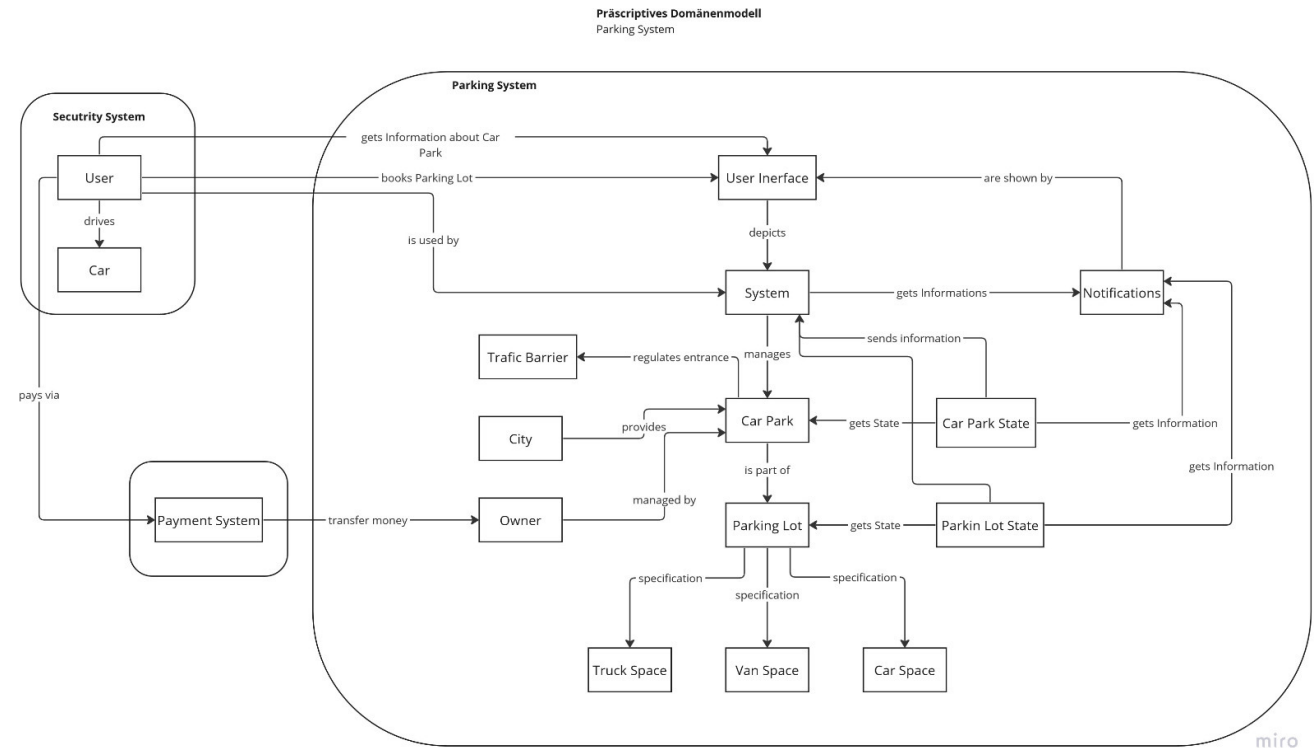 Präscriptives Domänenmodell
Parking System
Parking System
Secutrity System
gets Information about Car
Park
User
books Parking Lot
User Inerface
are shown by
drives
is used by
depicts
Car
System
gets Informations
Notifications
sends information
Trafic Barrier
regulates entrance
manages
pays via
City
provides
Car Park
gets State
Car Park State
gets Information
is part of
gets Information
managed by
Payment System
transfer money
Owner
Parking Lot
gets State
Parkin Lot State
specification
specification
specification
Truck Space
Van Space
Car Space
miro